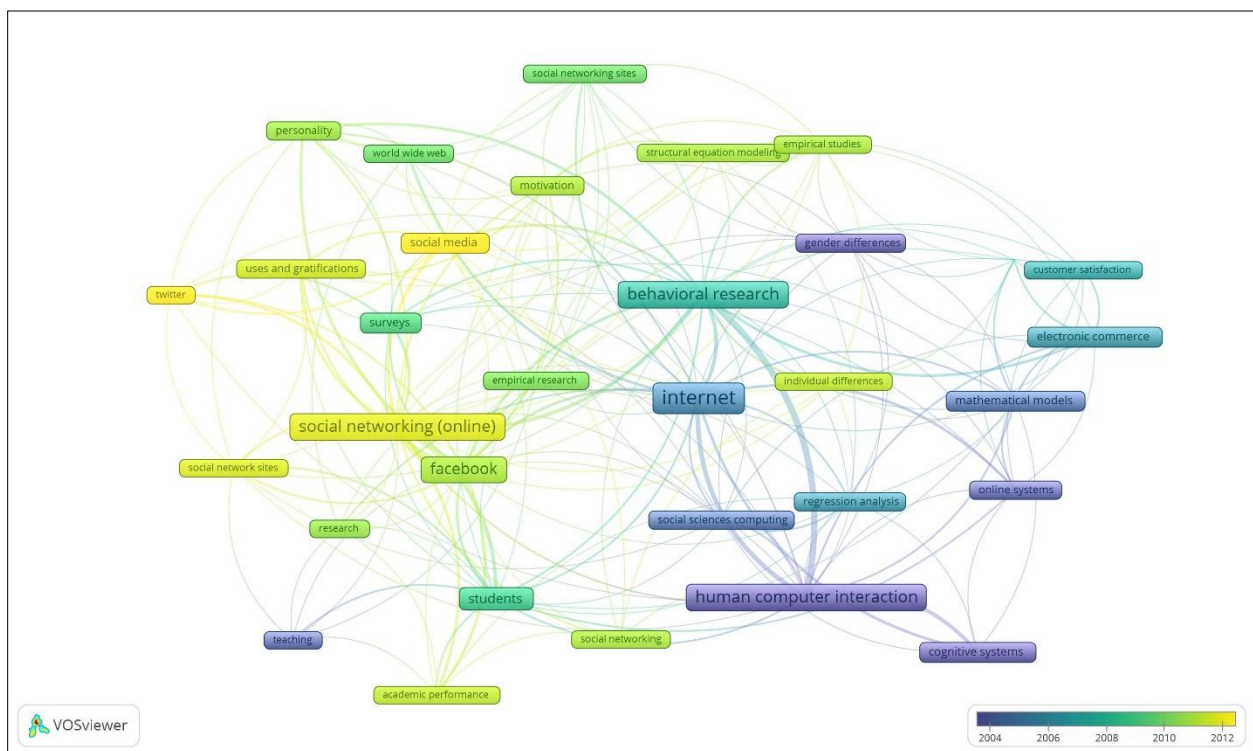 social networking sites
personality
world wide web
structural equation modeling
empirical studies
motivation
social media
gender differences
uses and gratifications
customer satisfaction
twitter
behavioral research
surveys
electronic commerce
empirical research
individual differences
internet
mathematical models
social networking (online)
social network sites
facebook
online systems
regression analysis
research
social sciences computing
students
human computer interaction
teaching
social networking
cognitive systems
academic performance
VOSviewer
2004 2006 2008 2010 2012